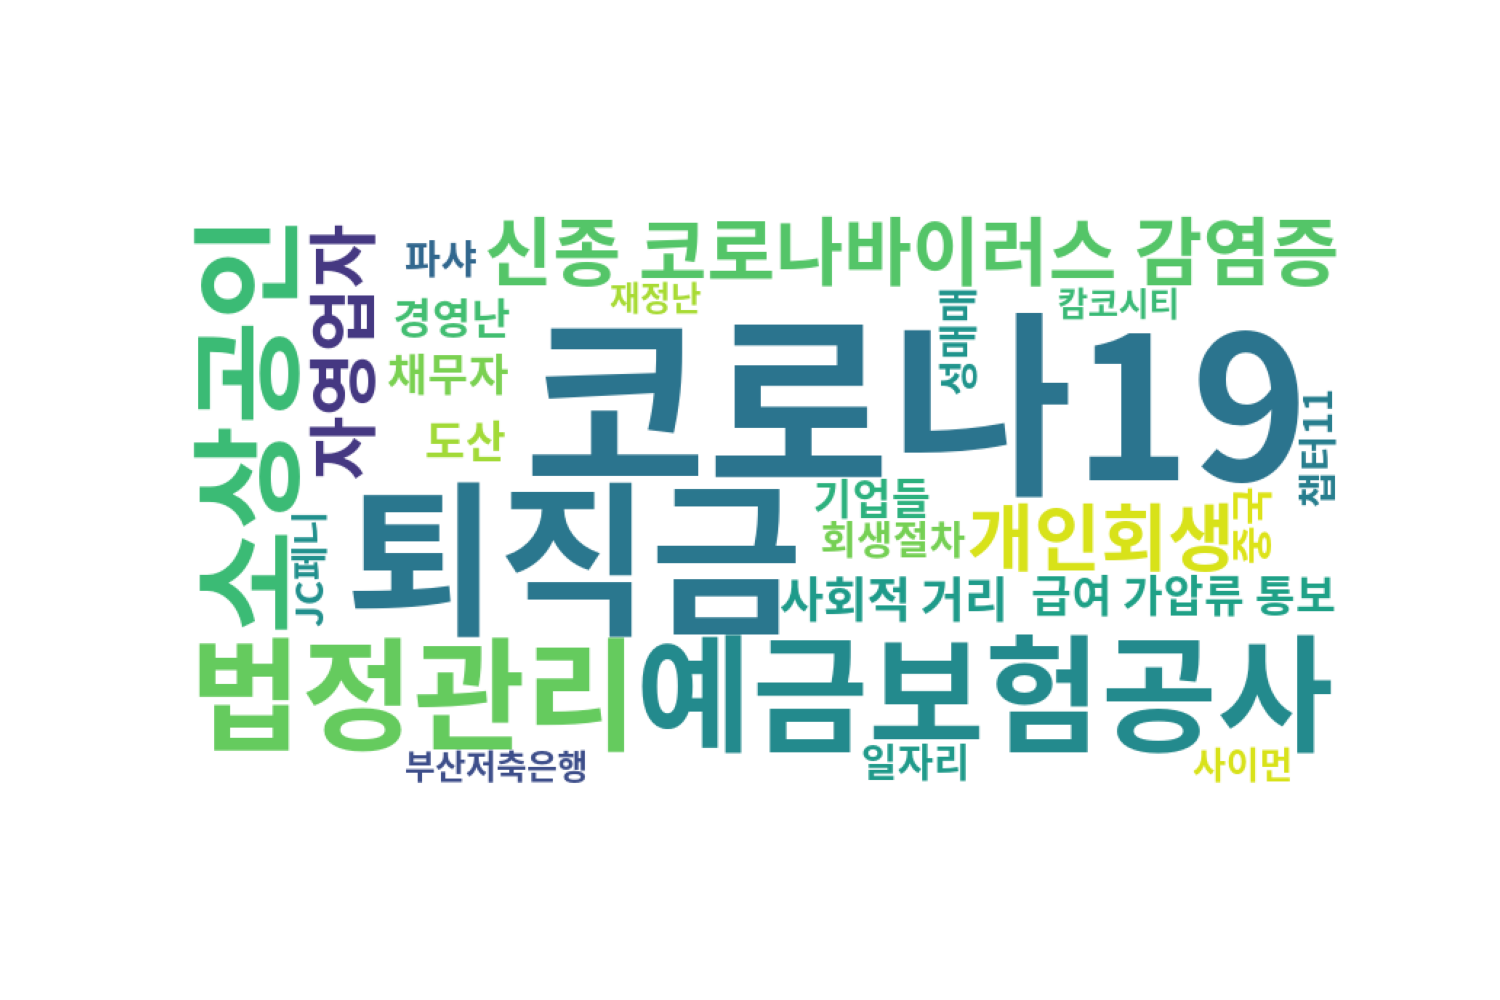 소상공인
자영업자
파샤
신종 코로나바이러스 감염증
경영난
재정난
성매매
캄코시티
채무자
코로나19
도산
챕터11
JC페니
퇴직금
기업들
회생절차
개인회생
중국
사회적 거리
급여 가압류 통보
법정관리
예금보험공사
부산저축은행
일자리
사이먼